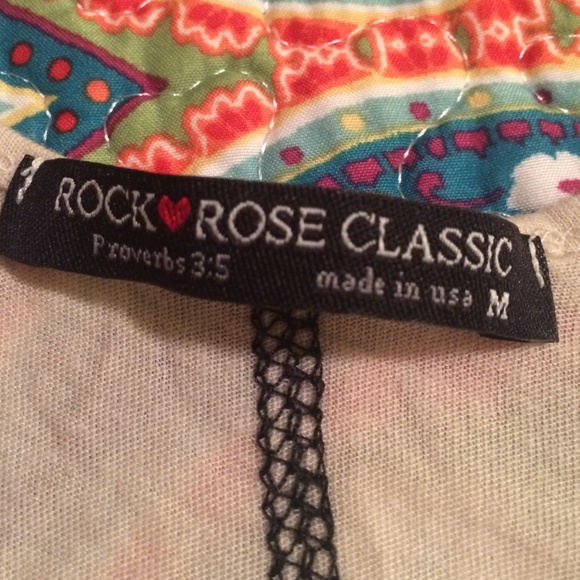 ROCK❤ROSE CLASSIC
Proverbs 3:5 made in usa M